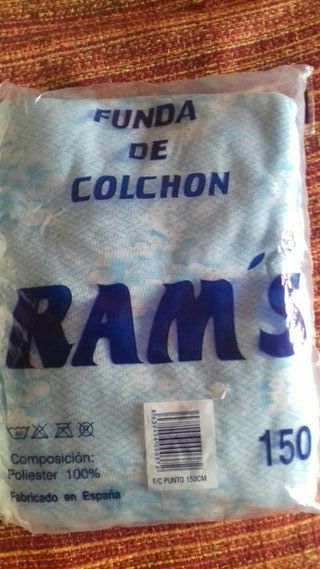 FUNDA
DE
COLCHON
RAM'S
150
Composición:
Poliester 100%
Fabricado en España
F/C PUNTO 150CM